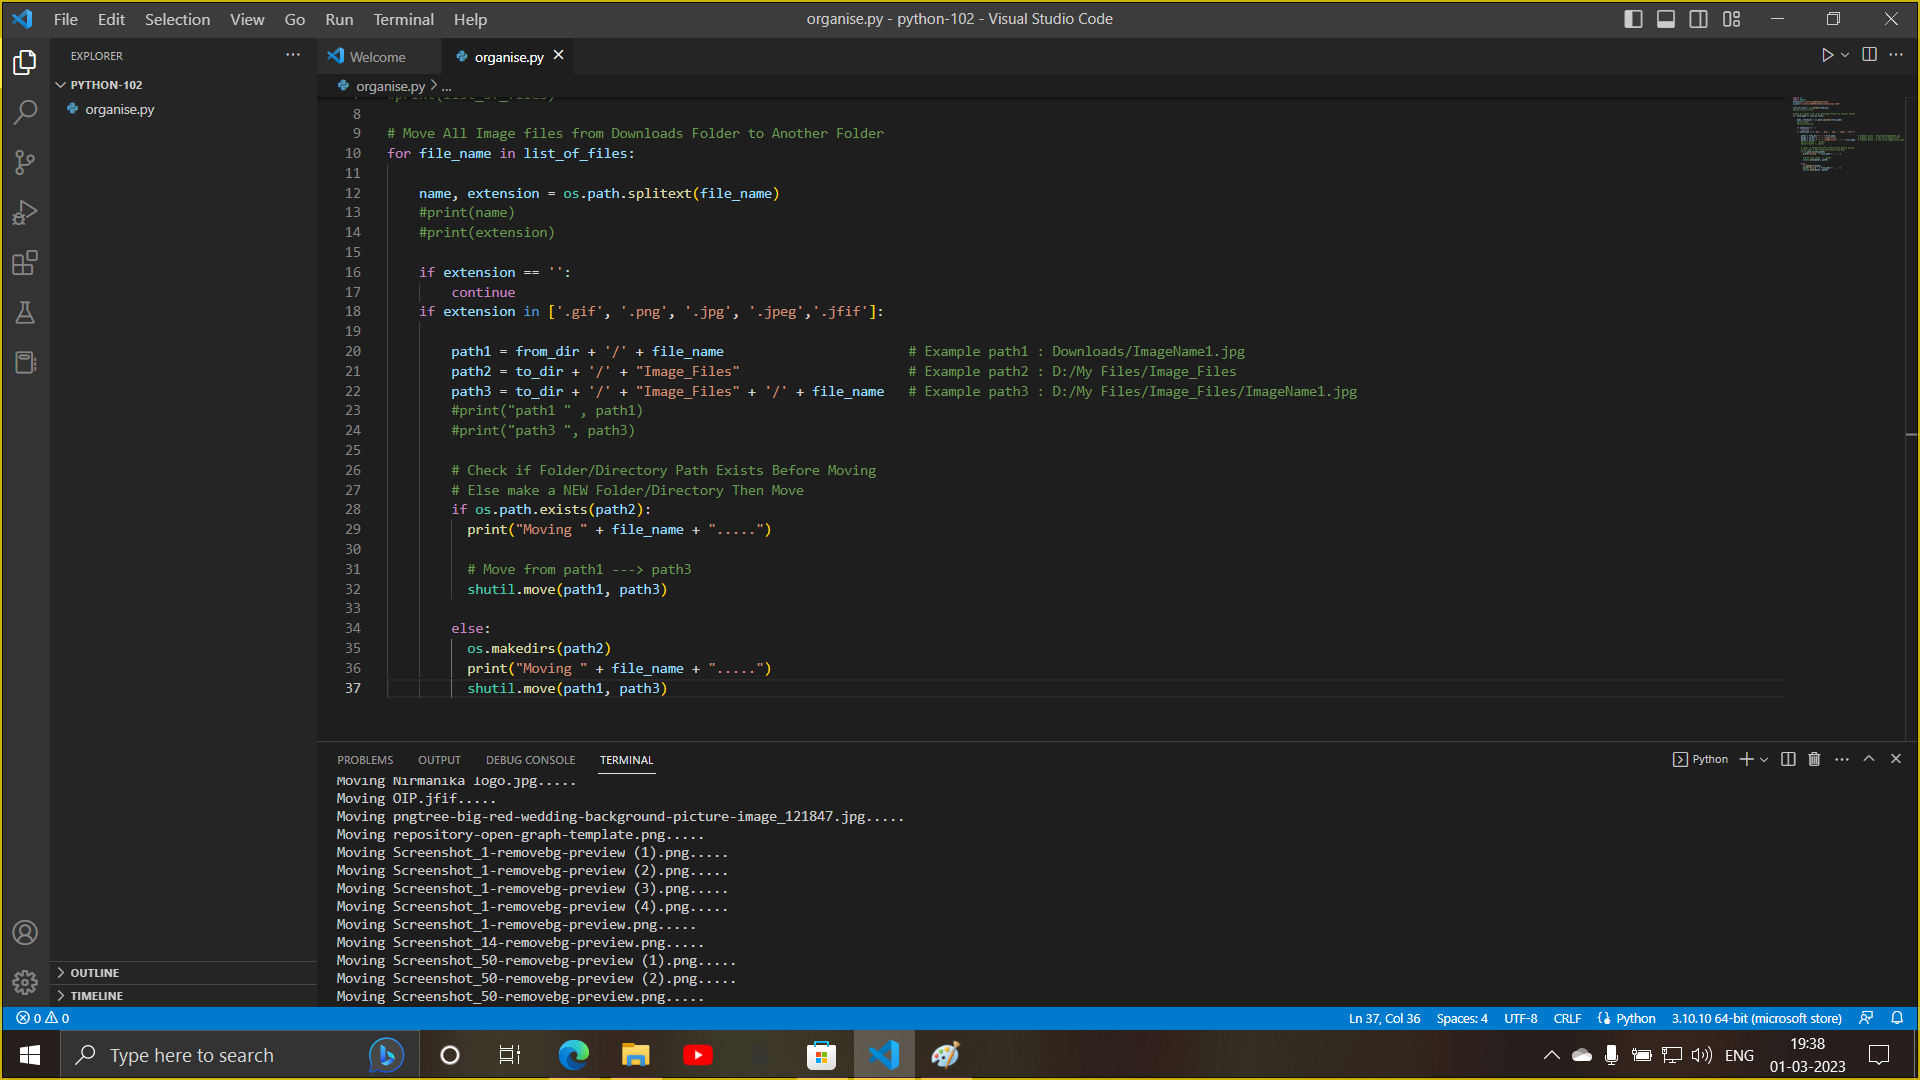 File Edit Selection View Go Run Terminal Help
organise.py - python-102 - Visual Studio Code
EXPLORER
PYTHON-102
organise.py
OUTLINE
TIMELINE
Welcome
organise.py
organise.py > ...
#print(list_of_files)
8
9 # Move All Image files from Downloads Folder to Another Folder
10 for file_name in list_of_files:
11
12 name, extension = os.path.splitext(file_name)
13 #print(name)
14 #print(extension)
15
16 if extension == '':
17 continue
18 if extension in ['.gif', '.png', '.jpg', '.jpeg','.jfif']:
19
20 path1 = from_dir + '/' + file_name # Example path1 : Downloads/ImageName1.jpg
21 path2 = to_dir + '/' + "Image_Files" # Example path2 : D:/My Files/Image_Files
22 path3 = to_dir + '/' + "Image_Files" + '/' + file_name # Example path3 : D:/My Files/Image_Files/ImageName1.jpg
23 #print("path1 " , path1)
24 #print("path3 ", path3)
25
26 # Check if Folder/Directory Path Exists Before Moving
27 # Else make a NEW Folder/Directory Then Move
28 if os.path.exists(path2):
29 print("Moving " + file_name + ".....")
30
31 # Move from path1 ---> path3
32 shutil.move(path1, path3)
33
34 else:
35 os.makedirs(path2)
36 print("Moving " + file_name + ".....")
37 shutil.move(path1, path3)
PROBLEMS OUTPUT DEBUG CONSOLE TERMINAL
Python
Moving Nirmanika logo.jpg.....
Moving OIP.jfif.....
Moving pngtree-big-red-wedding-background-picture-image_121847.jpg.....
Moving repository-open-graph-template.png.....
Moving Screenshot_1-removebg-preview (1).png.....
Moving Screenshot_1-removebg-preview (2).png.....
Moving Screenshot_1-removebg-preview (3).png.....
Moving Screenshot_1-removebg-preview (4).png.....
Moving Screenshot_1-removebg-preview.png.....
Moving Screenshot_14-removebg-preview.png.....
Moving Screenshot_50-removebg-preview (1).png.....
Moving Screenshot_50-removebg-preview (2).png.....
Moving Screenshot_50-removebg-preview.png.....
0 0
Ln 37, Col 36 Spaces: 4 UTF-8 CRLF Python 3.10.10 64-bit (microsoft store)
Type here to search
ENG
19:38
01-03-2023